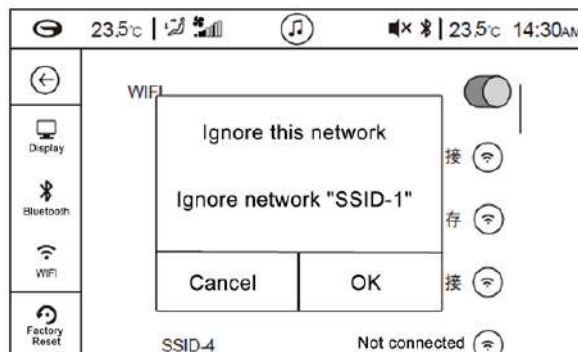 23.5°C 23.5°C 14:30AM
WIFI
Display
Bluetooth
WIFI
Factory
Reset
Ignore this network
Ignore network "SSID-1"
Cancel
OK
接
存
接
SSID-4
Not connected